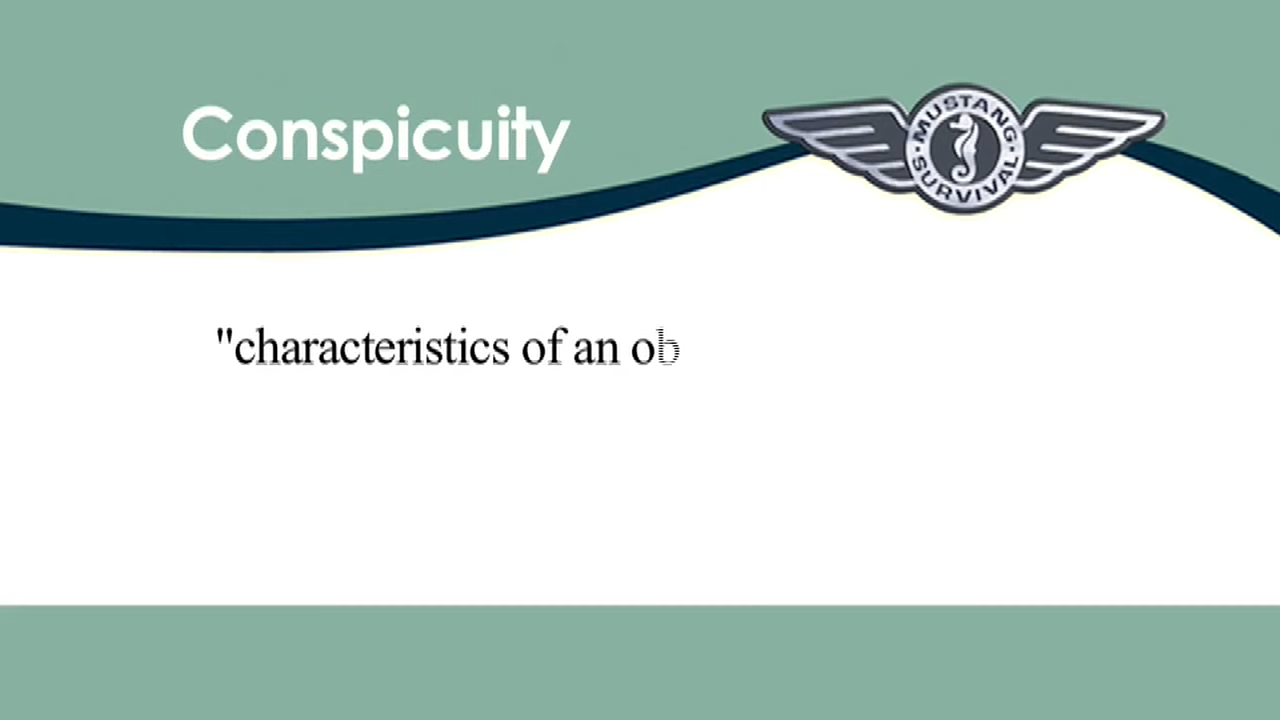 Conspicuity
MUSTANG
SURVIVAL
"characteristics of an ob